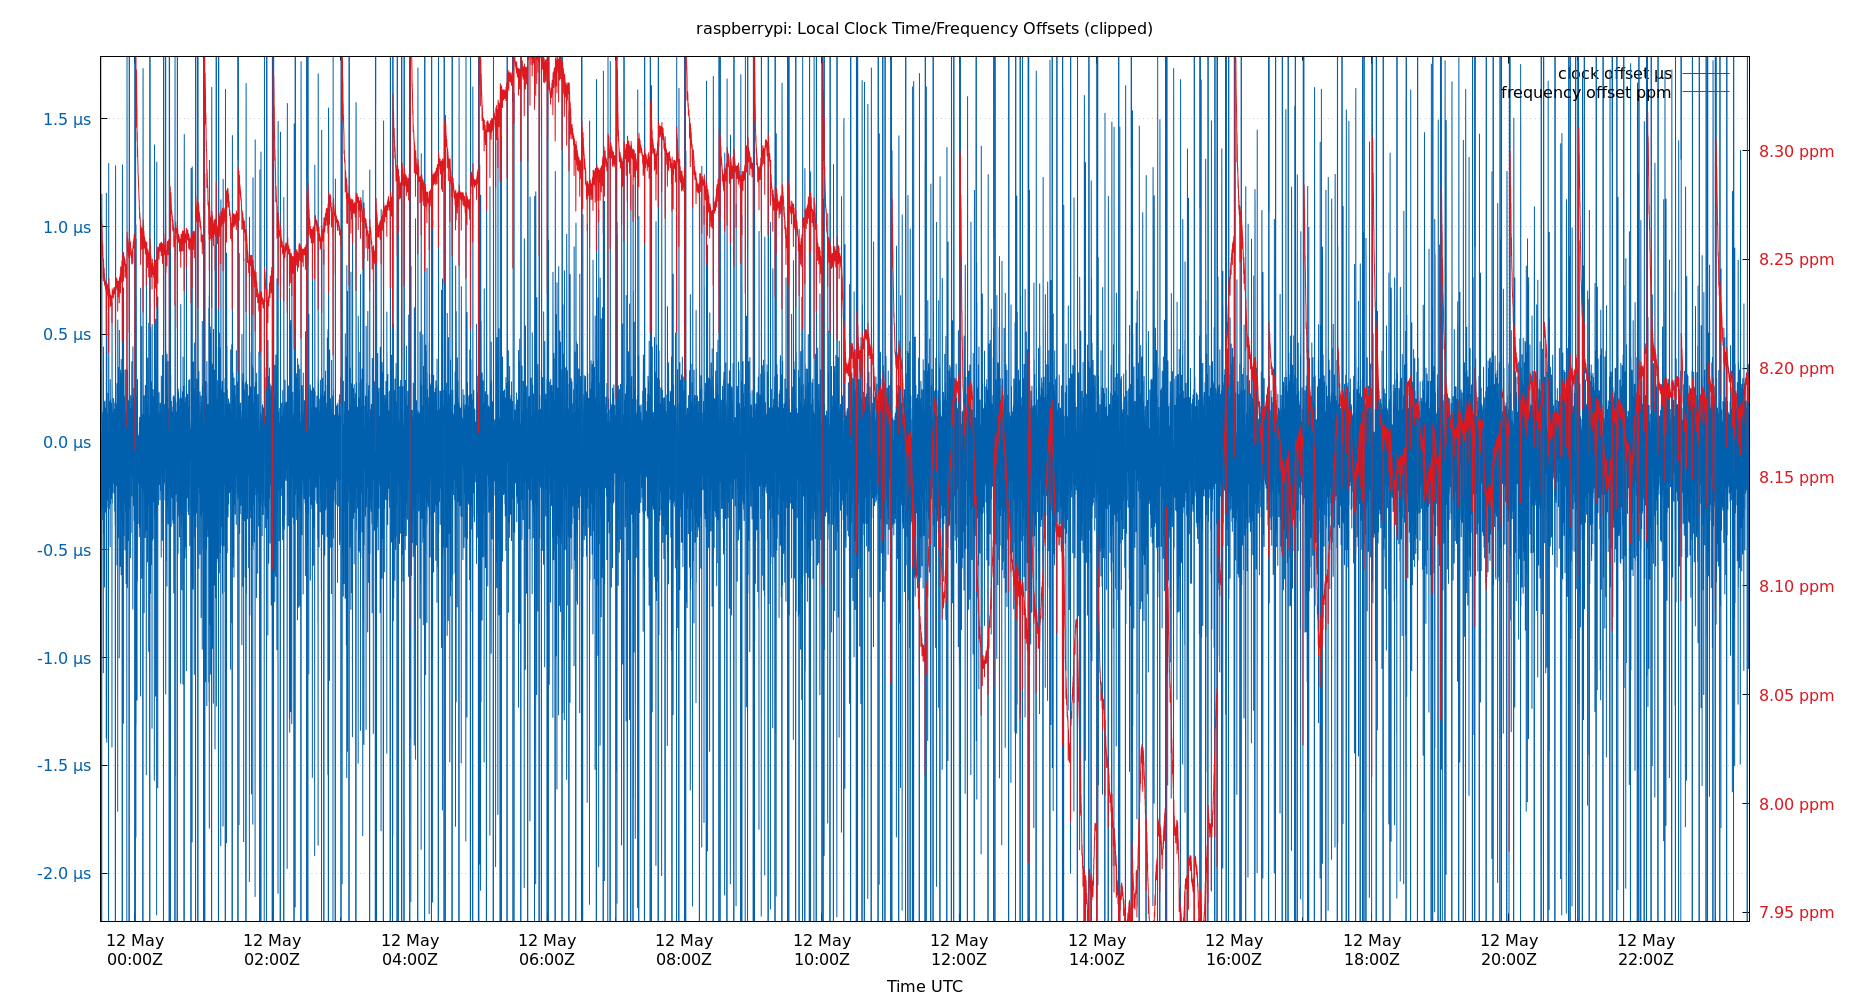 raspberrypi: Local Clock Time/Frequency Offsets (clipped)
clock offset µs
frequency offset ppm
1.5 µs
1.0 µs
0.5 µs
0.0 µs
-0.5 µs
-1.0 µs
-1.5 µs
-2.0 µs
8.30 ppm
8.25 ppm
8.20 ppm
8.15 ppm
8.10 ppm
8.05 ppm
8.00 ppm
7.95 ppm
12 May 12 May 12 May 12 May 12 May 12 May 12 May 12 May 12 May 12 May 12 May 12 May
00:00Z 02:00Z 04:00Z 06:00Z 08:00Z 10:00Z 12:00Z 14:00Z 16:00Z 18:00Z 20:00Z 22:00Z
Time UTC